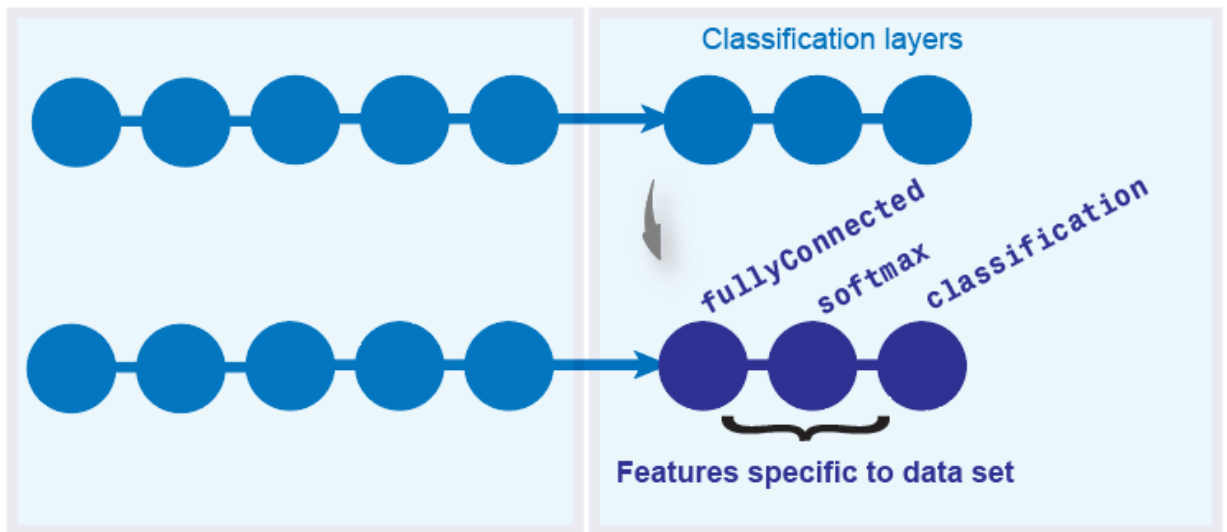 Classification layers
fullyConnected
softmax
classification
Features specific to data set